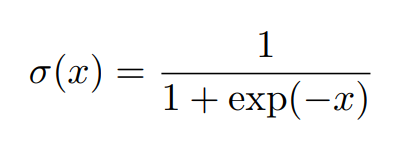 σ(x) = 1 / (1 + exp(−x))